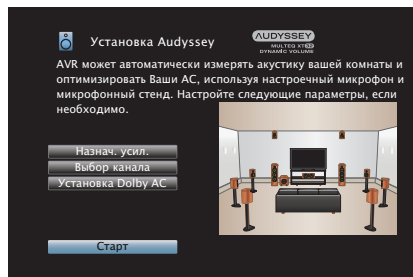 Установка Audyssey
AUDYSSEY
MULTEQ XT32
DYNAMIC VOLUME
AVR может автоматически измерять акустику вашей комнаты и
оптимизировать Ваши АС, используя настроечный микрофон и
микрофонный стенд. Настройте следующие параметры, если
необходимо.
Назнач. усил.
Выбор канала
Установка Dolby АС
Старт